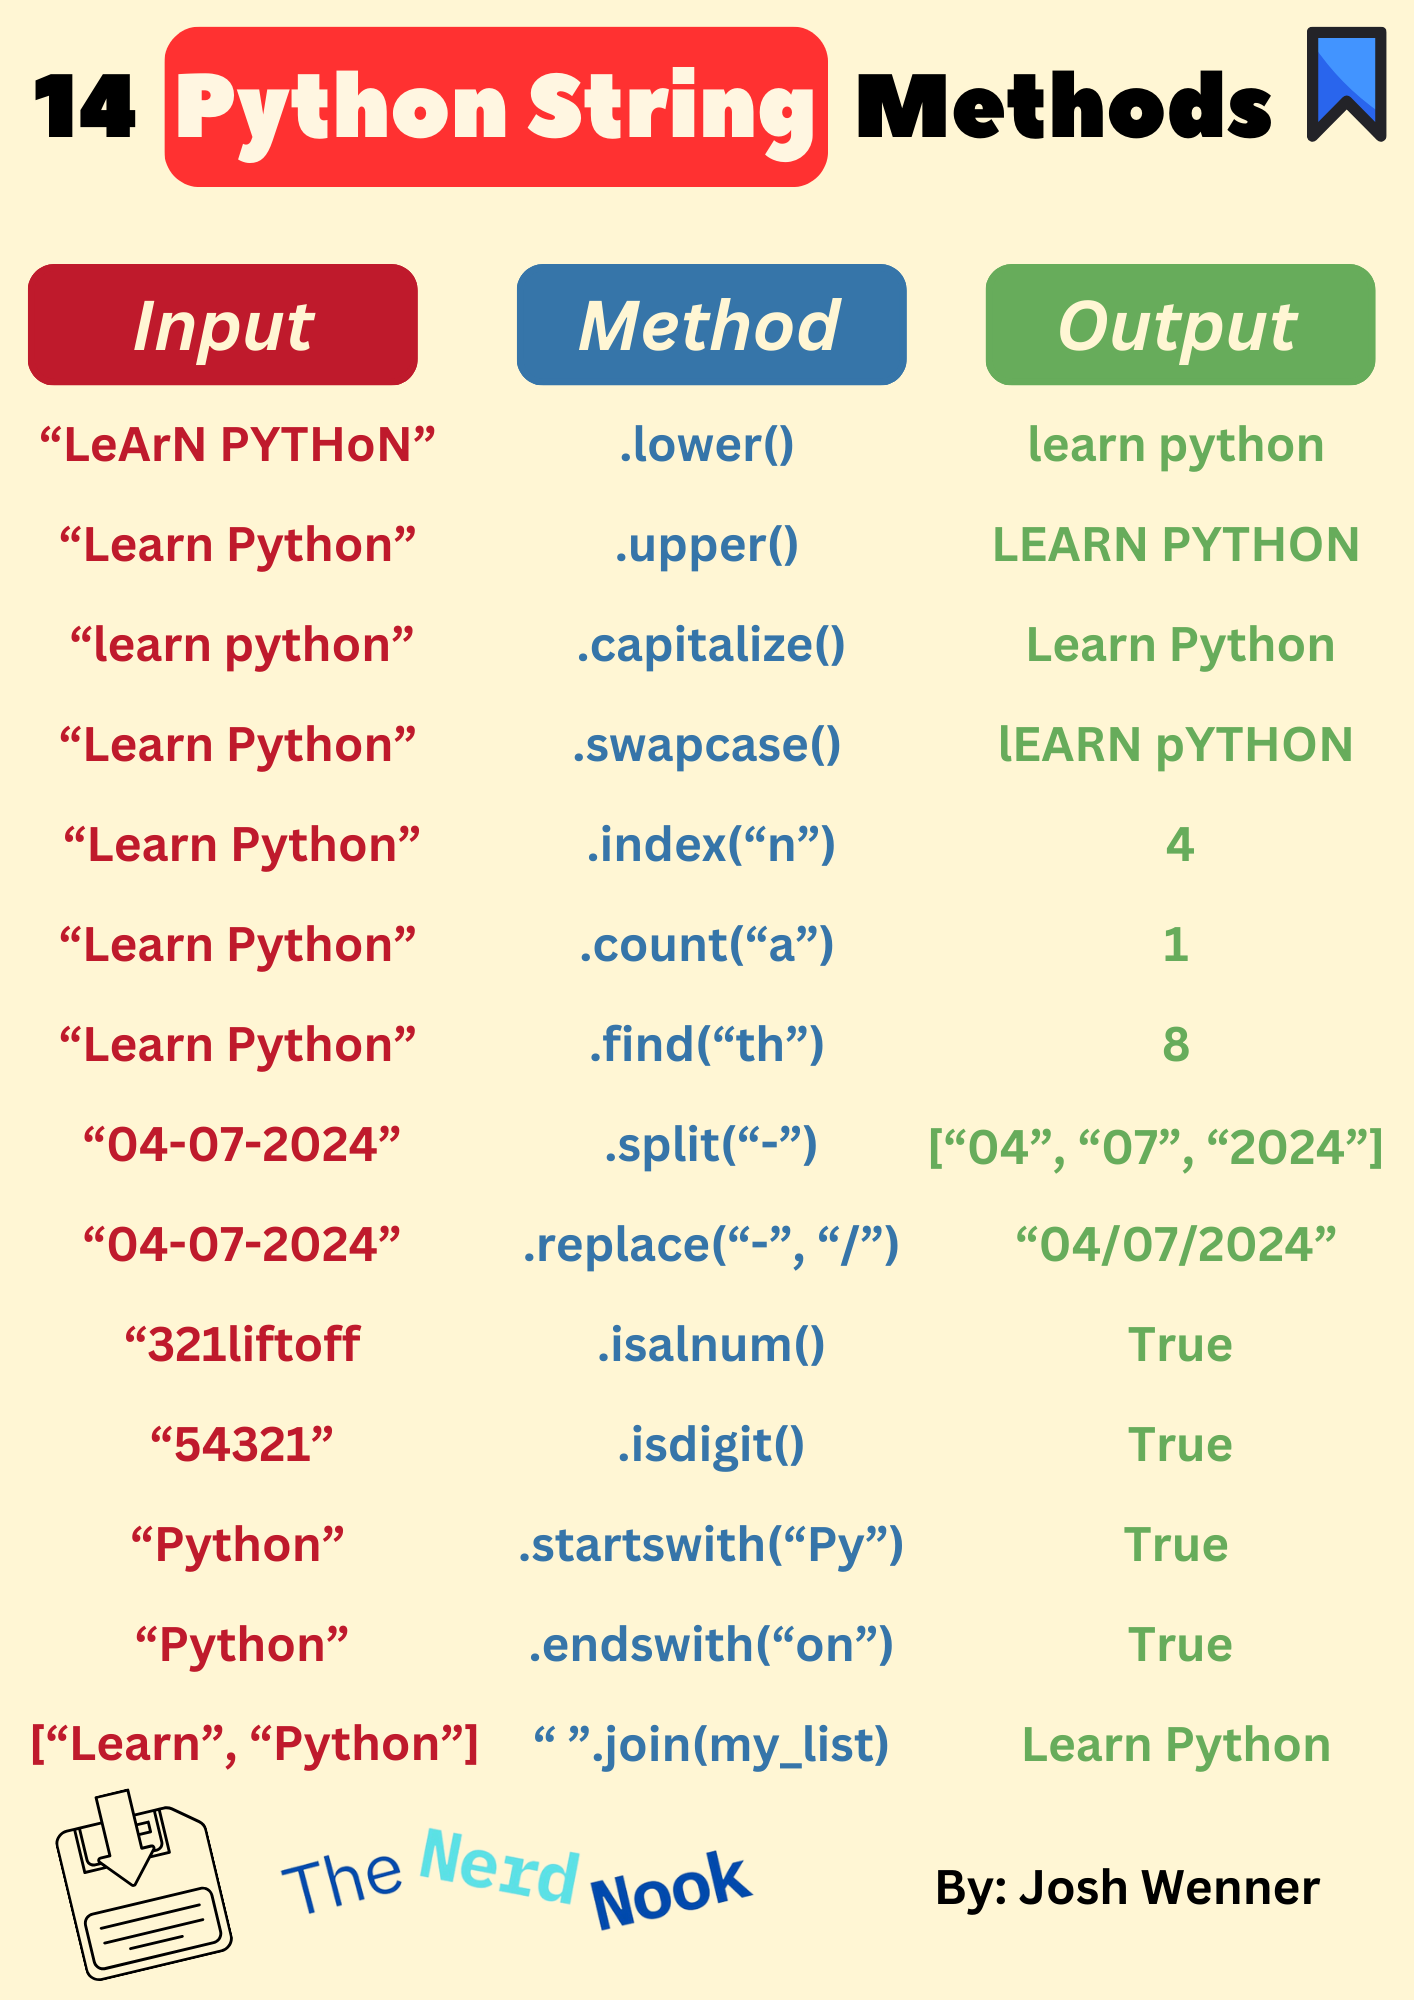 14 Python String Methods
Input Method Output
“LeArN PYTHoN” .lower() learn python
“Learn Python” .upper() LEARN PYTHON
“learn python” .capitalize() Learn Python
“Learn Python” .swapcase() lEARN pYTHON
“Learn Python” .index(“n”) 4
“Learn Python” .count(“a”) 1
“Learn Python” .find(“th”) 8
“04-07-2024” .split(“-”) [“04”, “07”, “2024”]
“04-07-2024” .replace(“-”, “/”) “04/07/2024”
“321liftoff .isalnum() True
“54321” .isdigit() True
“Python” .startswith(“Py”) True
“Python” .endswith(“on”) True
[“Learn”, “Python”] “ ”.join(my_list) Learn Python
The Nerd Nook By: Josh Wenner